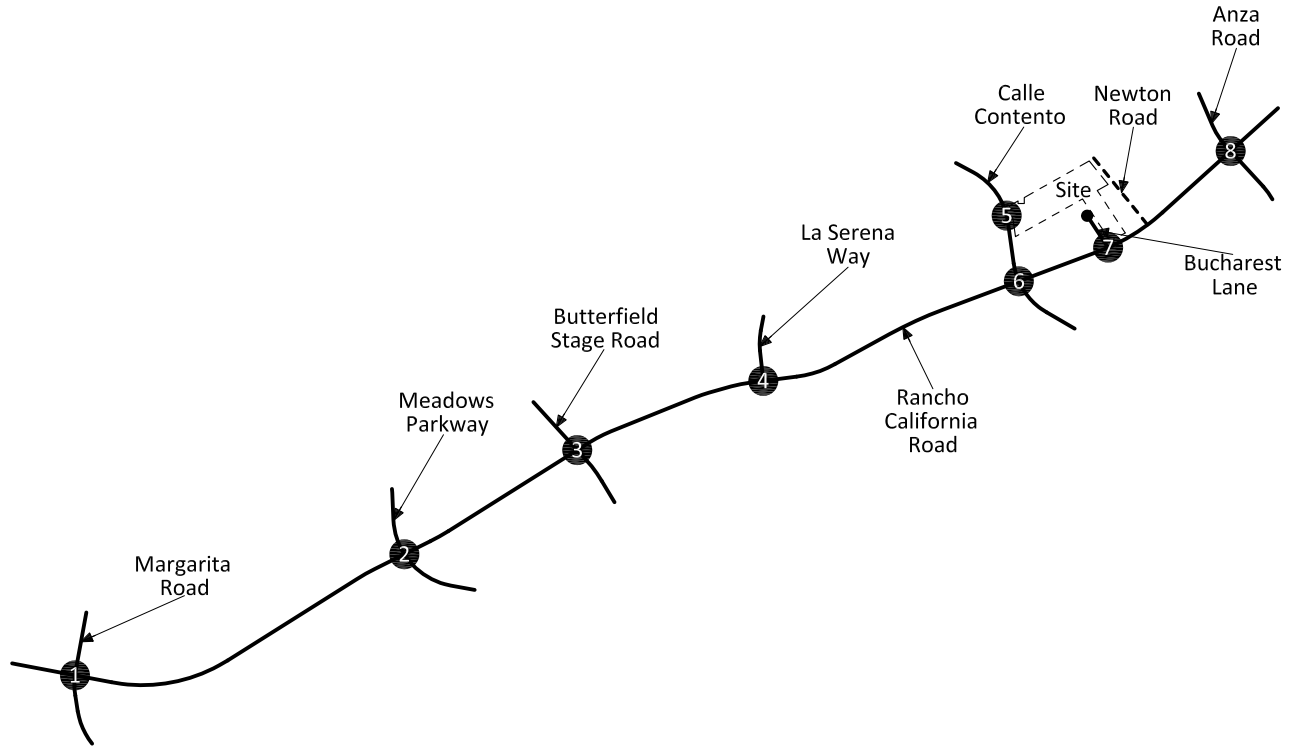 Anza
Road
Calle
Contento
Newton
Road
8
Site
5
La Serena
Way
7
Bucharest
Lane
6
Butterfield
Stage Road
4
Rancho
California
Road
Meadows
Parkway
3
2
Margarita
Road
1